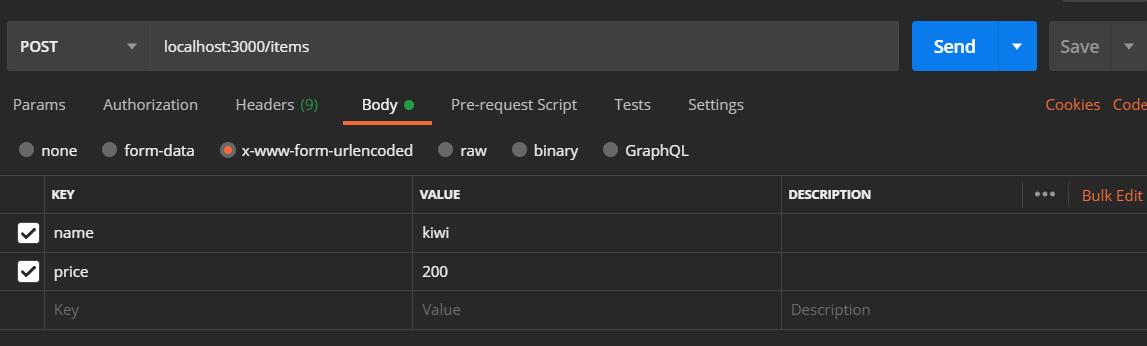 POST localhost:3000/items Send Save
Params Authorization Headers (9) Body Pre-request Script Tests Settings Cookies Code
none form-data x-www-form-urlencoded raw binary GraphQL
KEY VALUE DESCRIPTION ••• Bulk Edit
name kiwi
price 200
Key Value Description